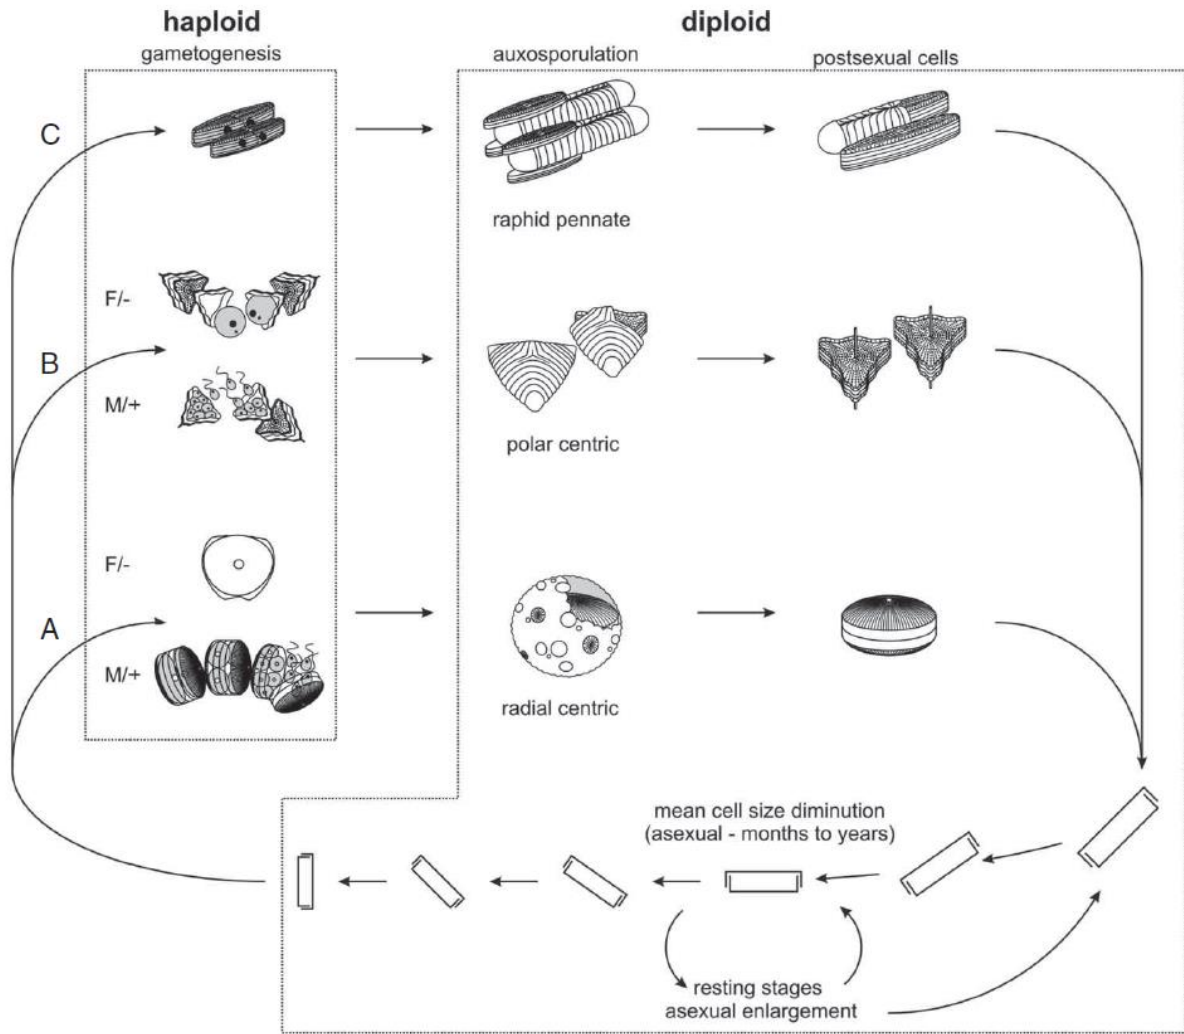 haploid
diploid
gametogenesis
auxosporulation
postsexual cells
C
raphid pennate
F/-
B
M/+
polar centric
F/-
A
M/+
radial centric
mean cell size diminution
(asexual - months to years)
resting stages
asexual enlargement